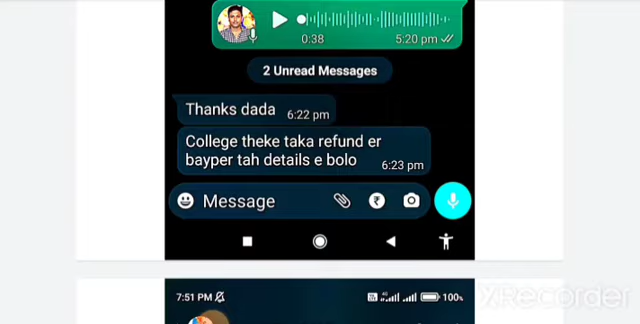 0:38
5:20 pm
2 Unread Messages
Thanks dada
6:22 pm
College theke taka refund er
bayper tah details e bolo
6:23 pm
Message
7:51 PM
4G
100%
XRecorder